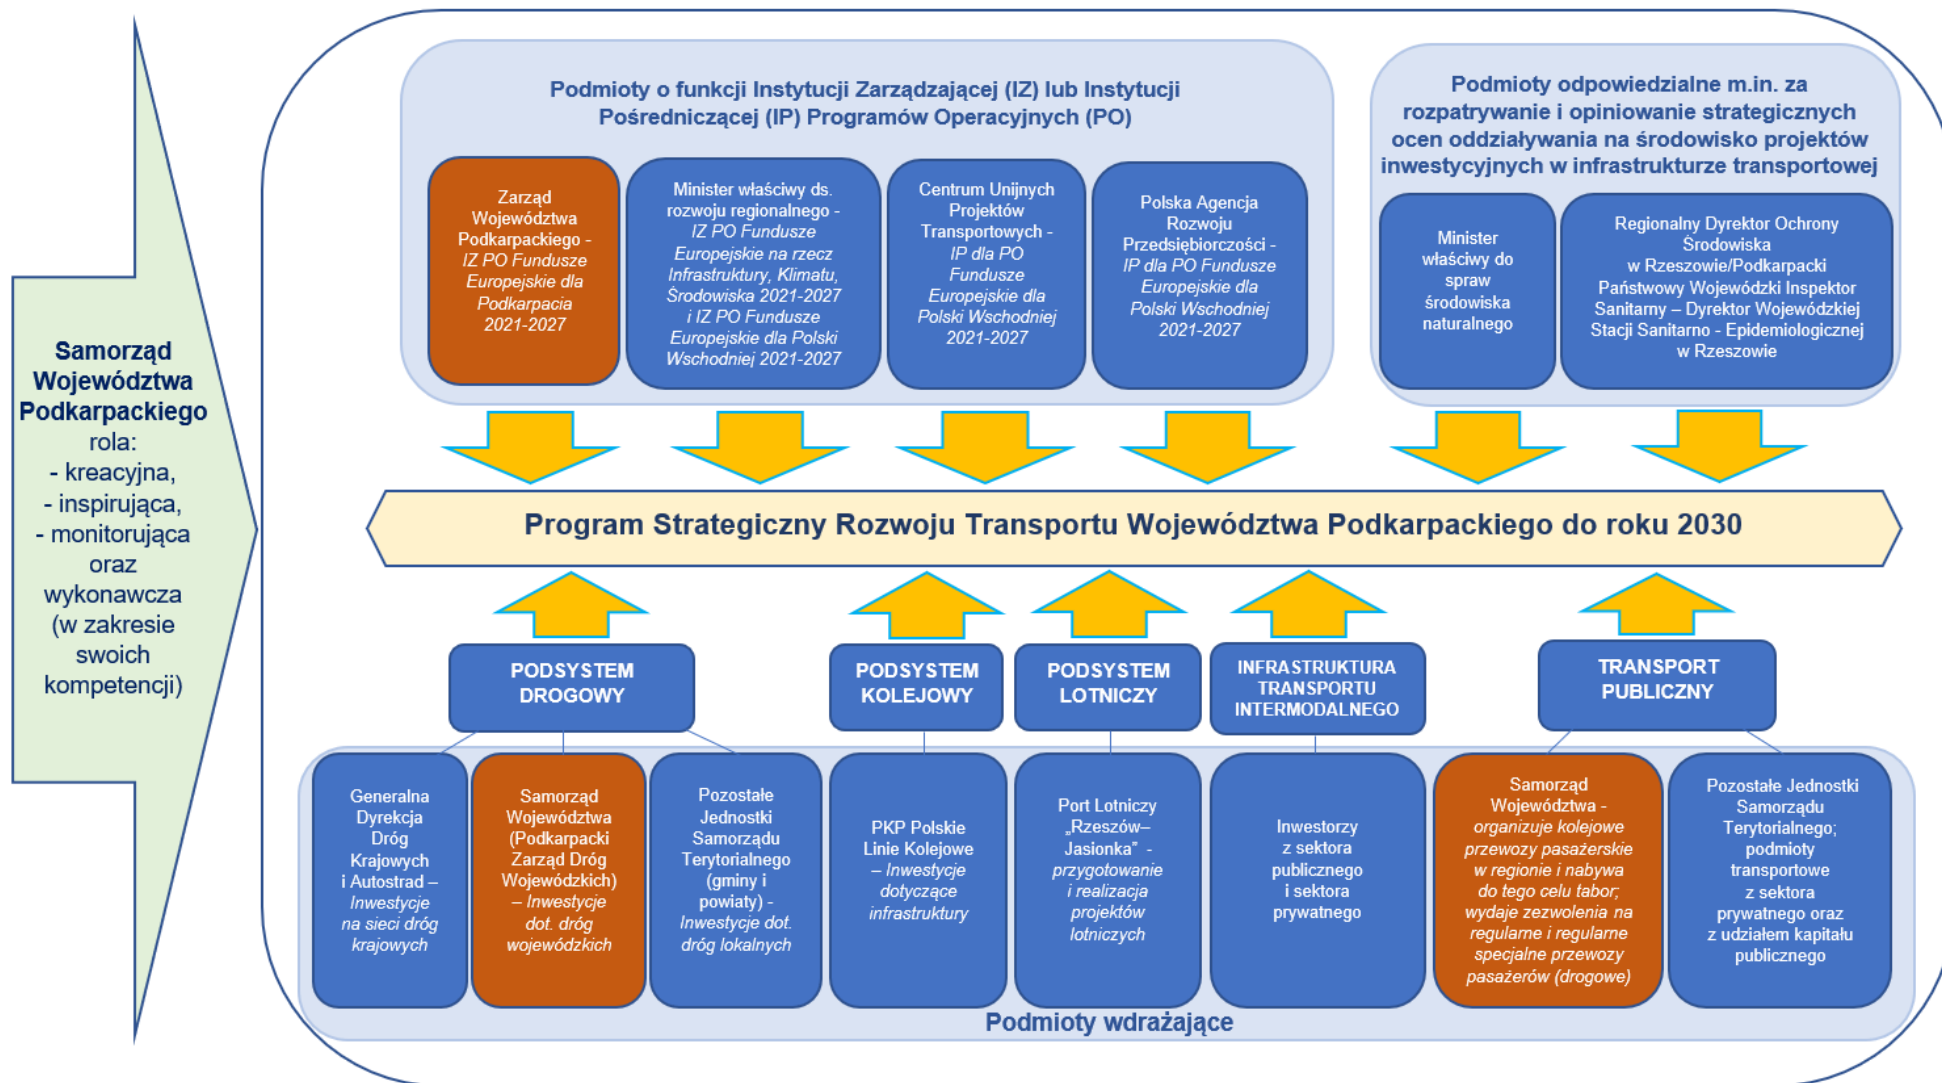 Samorząd
Województwa
Podkarpackiego
rola:
- kreacyjna,
- inspirująca,
- monitorująca
oraz
wykonawcza
(w zakresie
swoich
kompetencji)
Podmioty o funkcji Instytucji Zarządzającej (IZ) lub Instytucji
Pośredniczącej (IP) Programów Operacyjnych (PO)
Zarząd
Województwa
Podkarpackiego -
IZ PO Fundusze
Europejskie dla
Podkarpacia
2021-2027
Minister właściwy ds.
rozwoju regionalnego -
IZ PO Fundusze
Europejskie na rzecz
Infrastruktury, Klimatu,
Środowiska 2021-2027
i IZ PO Fundusze
Europejskie dla Polski
Wschodniej 2021-2027
Centrum Unijnych
Projektów
Transportowych -
IP dla PO
Fundusze
Europejskie dla
Polski Wschodniej
2021-2027
Polska Agencja
Rozwoju
Przedsiębiorczości -
IP dla PO Fundusze
Europejskie dla
Polski Wschodniej
2021-2027
Podmioty odpowiedzialne m.in. za
rozpatrywanie i opiniowanie strategicznych
ocen oddziaływania na środowisko projektów
inwestycyjnych w infrastrukturze transportowej
Minister
właściwy do
spraw
środowiska
naturalnego
Regionalny Dyrektor Ochrony
Środowiska
w Rzeszowie/Podkarpacki
Państwowy Wojewódzki Inspektor
Sanitarny – Dyrektor Wojewódzkiej
Stacji Sanitarno - Epidemiologicznej
w Rzeszowie
Program Strategiczny Rozwoju Transportu Województwa Podkarpackiego do roku 2030
PODSYSTEM
DROGOWY
PODSYSTEM
KOLEJOWY
PODSYSTEM
LOTNICZY
INFRASTRUKTURA
TRANSPORTU
INTERMODALNEGO
TRANSPORT
PUBLICZNY
Generalna
Dyrekcja
Dróg
Krajowych
i Autostrad –
Inwestycje
na sieci dróg
krajowych
Samorząd
Województwa
(Podkarpacki
Zarząd Dróg
Wojewódzkich)
– Inwestycje
dot. dróg
wojewódzkich
Pozostałe
Jednostki
Samorządu
Terytorialnego
(gminy i
powiaty) -
Inwestycje dot.
dróg lokalnych
PKP Polskie
Linie Kolejowe
– Inwestycje
dotyczące
infrastruktury
Port Lotniczy
„Rzeszów–
Jasionka” -
przygotowanie
i realizacja
projektów
lotniczych
Inwestorzy
z sektora
publicznego
i sektora
prywatnego
Samorząd
Województwa -
organizuje kolejowe
przewozy pasażerskie
w regionie i nabywa
do tego celu tabor;
wydaje zezwolenia na
regularne i regularne
specjalne przewozy
pasażerów (drogowe)
Pozostałe Jednostki
Samorządu
Terytorialnego;
podmioty
transportowe
z sektora
prywatnego oraz
z udziałem kapitału
publicznego
Podmioty wdrażające